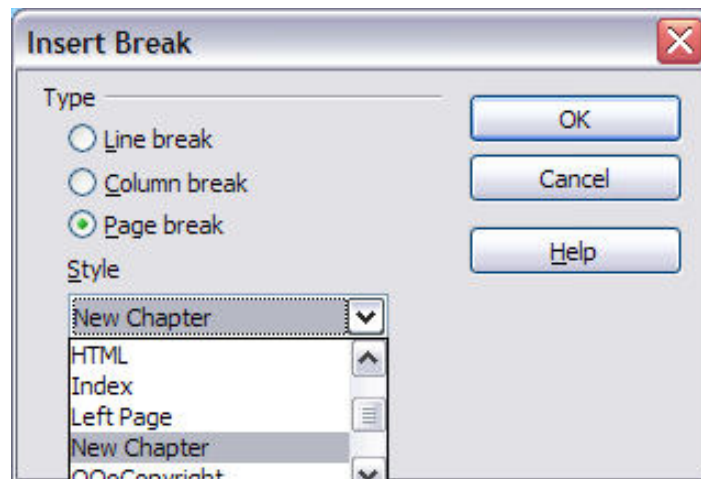 Insert Break
Type
Line break
OK
Column break
Cancel
Page break
Help
Style
New Chapter
HTML
Index
Left Page
New Chapter
OOoCopyright